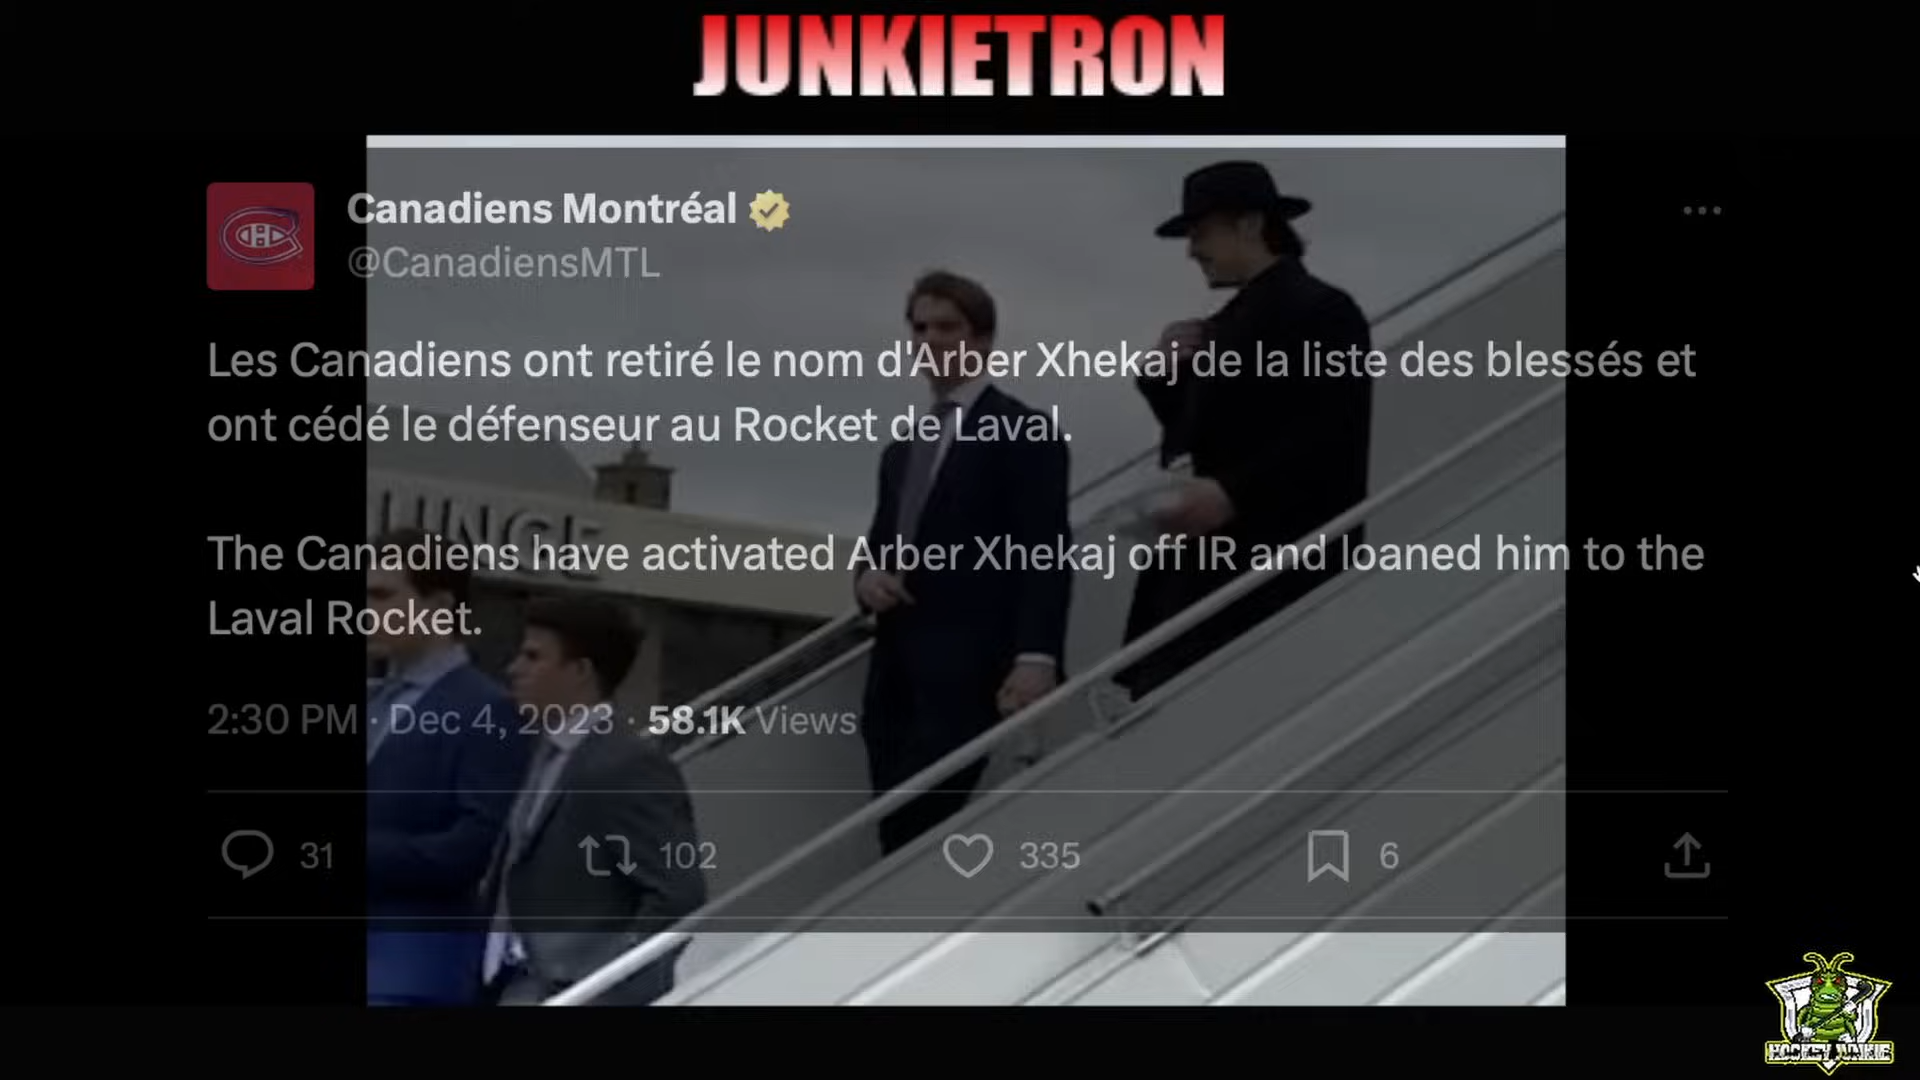 JUNKIETRON
Canadiens Montréal
@CanadiensMTL
Les Canadiens ont retiré le nom d'Arber Xhekaj de la liste des blessés et
ont cédé le défenseur au Rocket de Laval.
The Canadiens have activated Arber Xhekaj off IR and loaned him to the
Laval Rocket.
2:30 PM · Dec 4, 2023 · 58.1K Views
31 102 335 6
HOCKEY JUNKIE